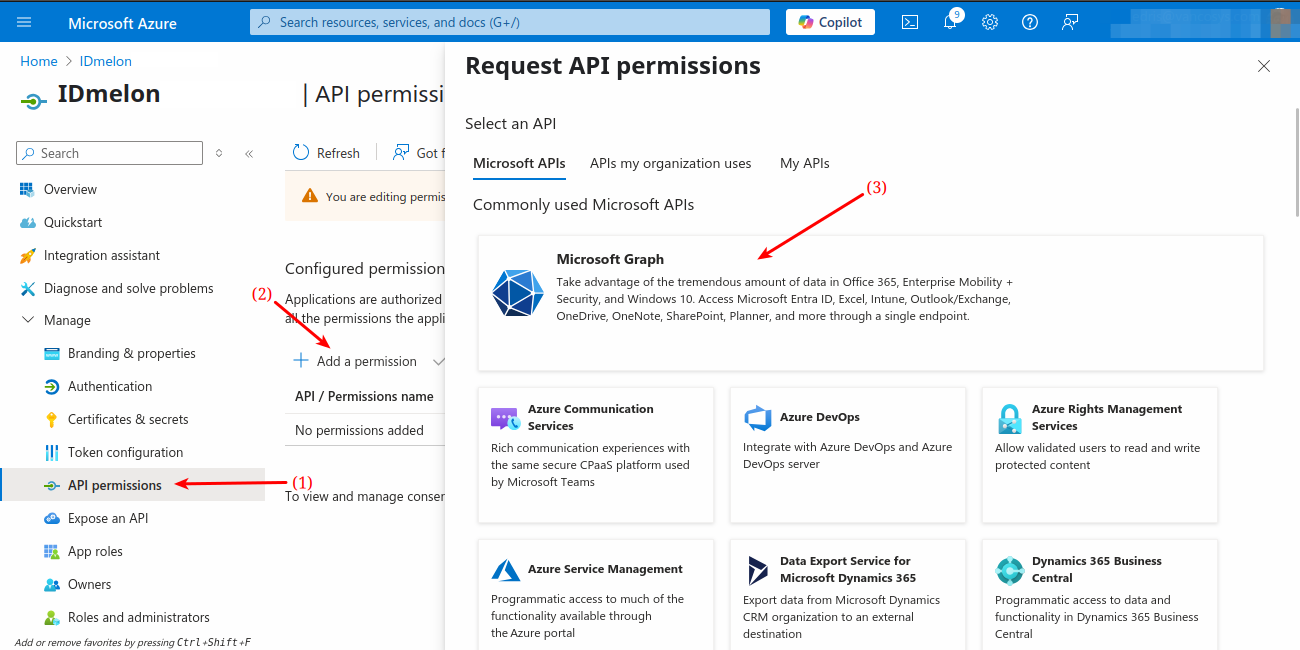 Microsoft Azure
Search resources, services, and docs (G+/)
Copilot
9
Home > IDmelon
IDmelon
| API permissi
Search
Refresh
Got f
You are editing permis
Overview
Quickstart
Integration assistant
Diagnose and solve problems
Manage
Branding & properties
Authentication
Certificates & secrets
Token configuration
API permissions
Expose an API
App roles
Owners
Roles and administrators
Add or remove favorites by pressing Ctrl+Shift+F
(1)
Configured permission
Applications are authorized
all the permissions the appli
(2)
Add a permission
API / Permissions name
No permissions added
To view and manage conser
Request API permissions
Select an API
Microsoft APIs
APIs my organization uses
My APIs
(3)
Commonly used Microsoft APIs
Microsoft Graph
Take advantage of the tremendous amount of data in Office 365, Enterprise Mobility +
Security, and Windows 10. Access Microsoft Entra ID, Excel, Intune, Outlook/Exchange,
OneDrive, OneNote, SharePoint, Planner, and more through a single endpoint.
Azure Communication
Services
Rich communication experiences with
the same secure CPaaS platform used
by Microsoft Teams
Azure DevOps
Integrate with Azure DevOps and Azure
DevOps server
Azure Rights Management
Services
Allow validated users to read and write
protected content
Azure Service Management
Programmatic access to much of the
functionality available through
the Azure portal
Data Export Service for
Microsoft Dynamics 365
Export data from Microsoft Dynamics
CRM organization to an external
destination
Dynamics 365 Business
Central
Programmatic access to data and
functionality in Dynamics 365 Business
Central